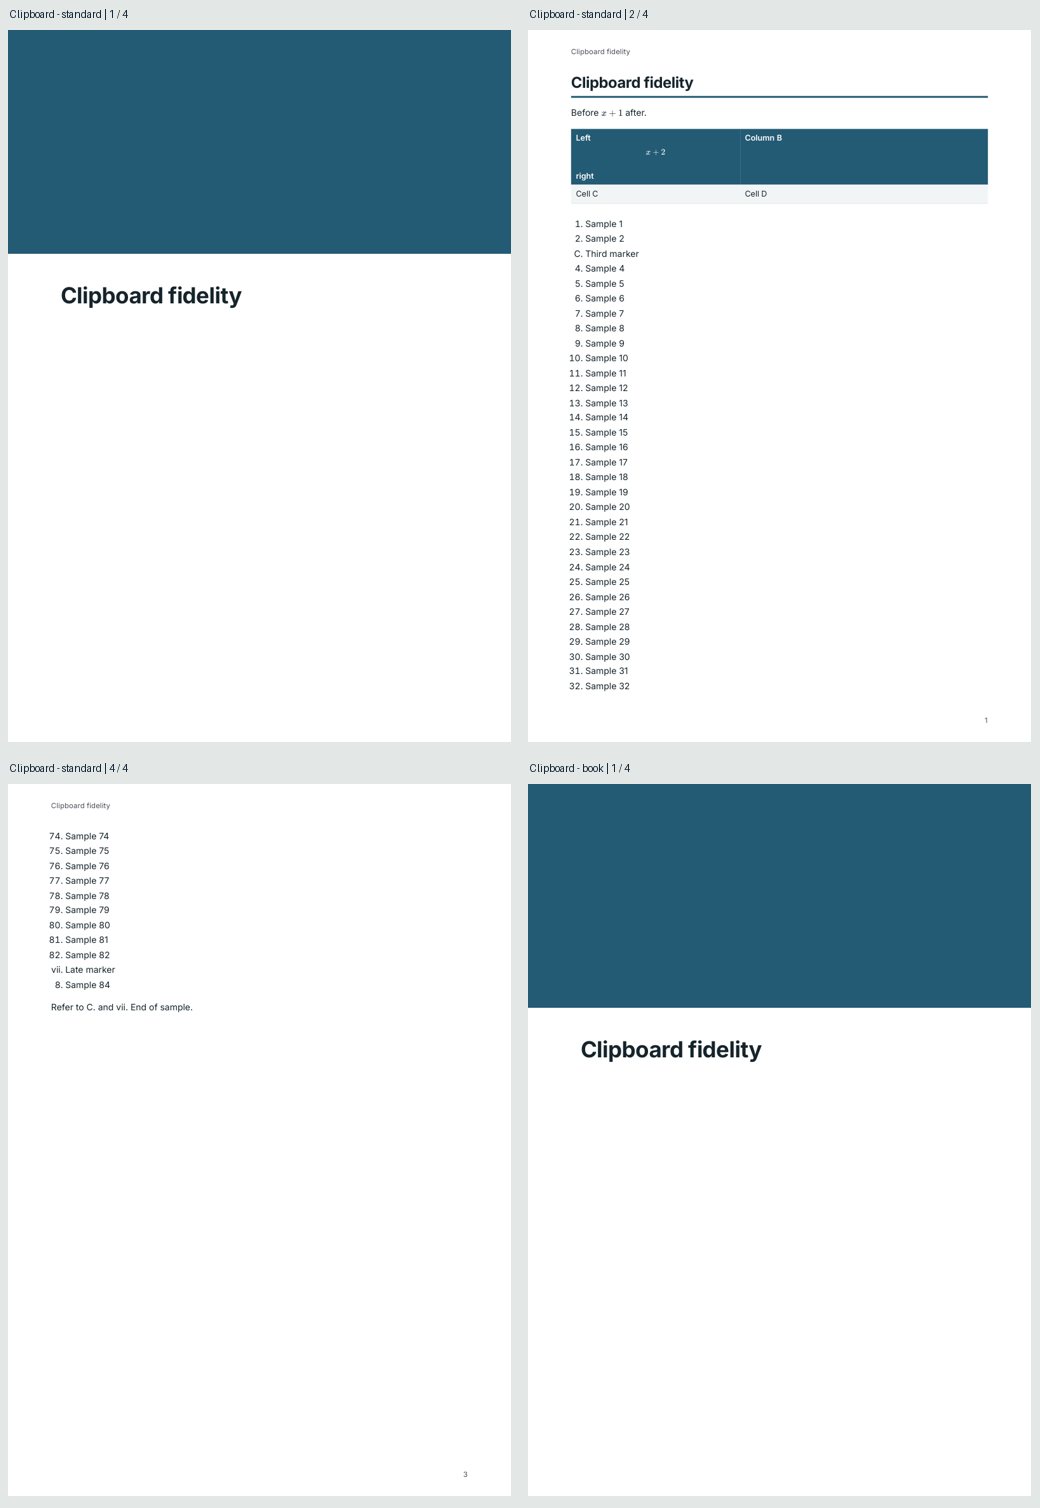 Clipboard - standard | 1 / 4
Clipboard fidelity
Clipboard - standard | 2 / 4
Clipboard fidelity
Clipboard fidelity
Before x + 1 after.
Left
x + 2
right
Column B
Cell C
Cell D
1. Sample 1
2. Sample 2
C. Third marker
4. Sample 4
5. Sample 5
6. Sample 6
7. Sample 7
8. Sample 8
9. Sample 9
10. Sample 10
11. Sample 11
12. Sample 12
13. Sample 13
14. Sample 14
15. Sample 15
16. Sample 16
17. Sample 17
18. Sample 18
19. Sample 19
20. Sample 20
21. Sample 21
22. Sample 22
23. Sample 23
24. Sample 24
25. Sample 25
26. Sample 26
27. Sample 27
28. Sample 28
29. Sample 29
30. Sample 30
31. Sample 31
32. Sample 32
1
Clipboard - standard | 4 / 4
Clipboard fidelity
74. Sample 74
75. Sample 75
76. Sample 76
77. Sample 77
78. Sample 78
79. Sample 79
80. Sample 80
81. Sample 81
82. Sample 82
vii. Late marker
8. Sample 84
Refer to C. and vii. End of sample.
3
Clipboard - book | 1 / 4
Clipboard fidelity